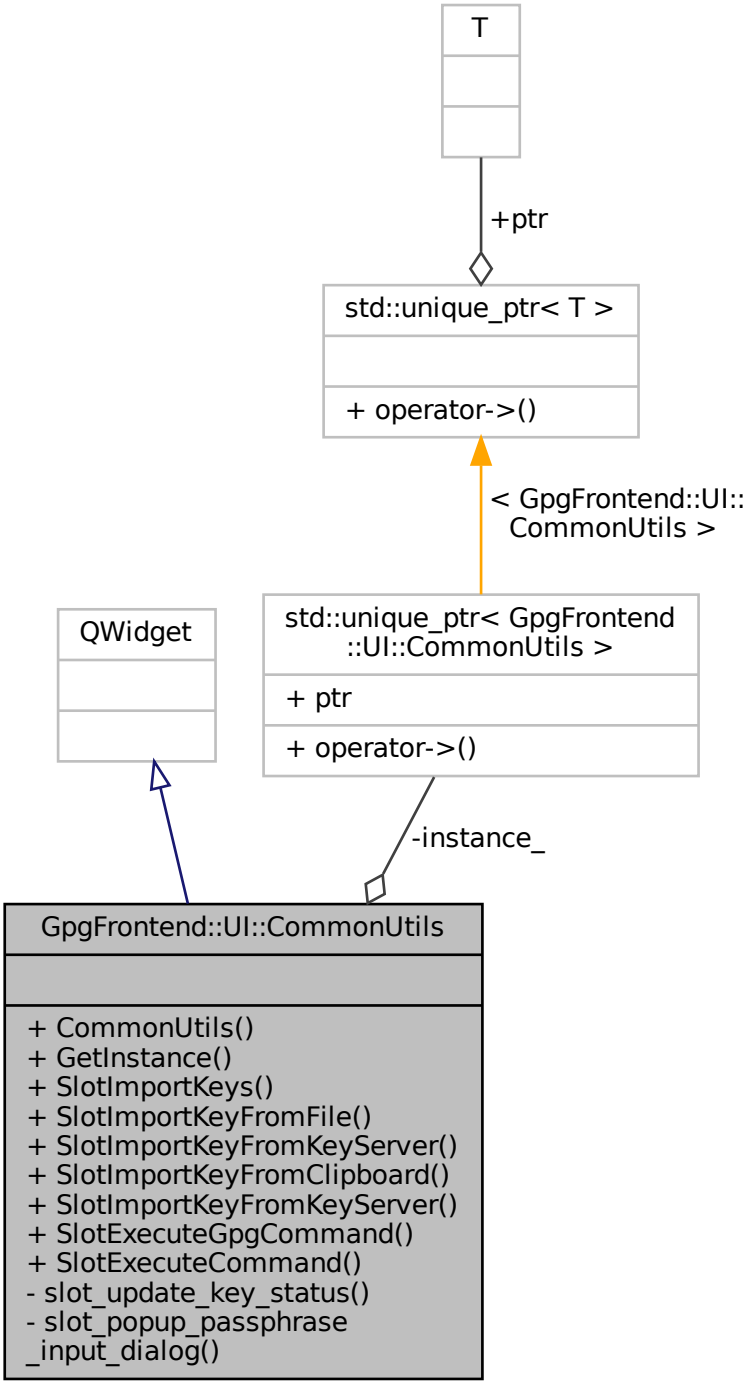 T
+ptr
std::unique_ptr< T >
+ operator->()
< GpgFrontend::UI::
CommonUtils >
QWidget
std::unique_ptr< GpgFrontend
::UI::CommonUtils >
+ ptr
+ operator->()
-instance_
GpgFrontend::UI::CommonUtils
+ CommonUtils()
+ GetInstance()
+ SlotImportKeys()
+ SlotImportKeyFromFile()
+ SlotImportKeyFromKeyServer()
+ SlotImportKeyFromClipboard()
+ SlotImportKeyFromKeyServer()
+ SlotExecuteGpgCommand()
+ SlotExecuteCommand()
- slot_update_key_status()
- slot_popup_passphrase
_input_dialog()